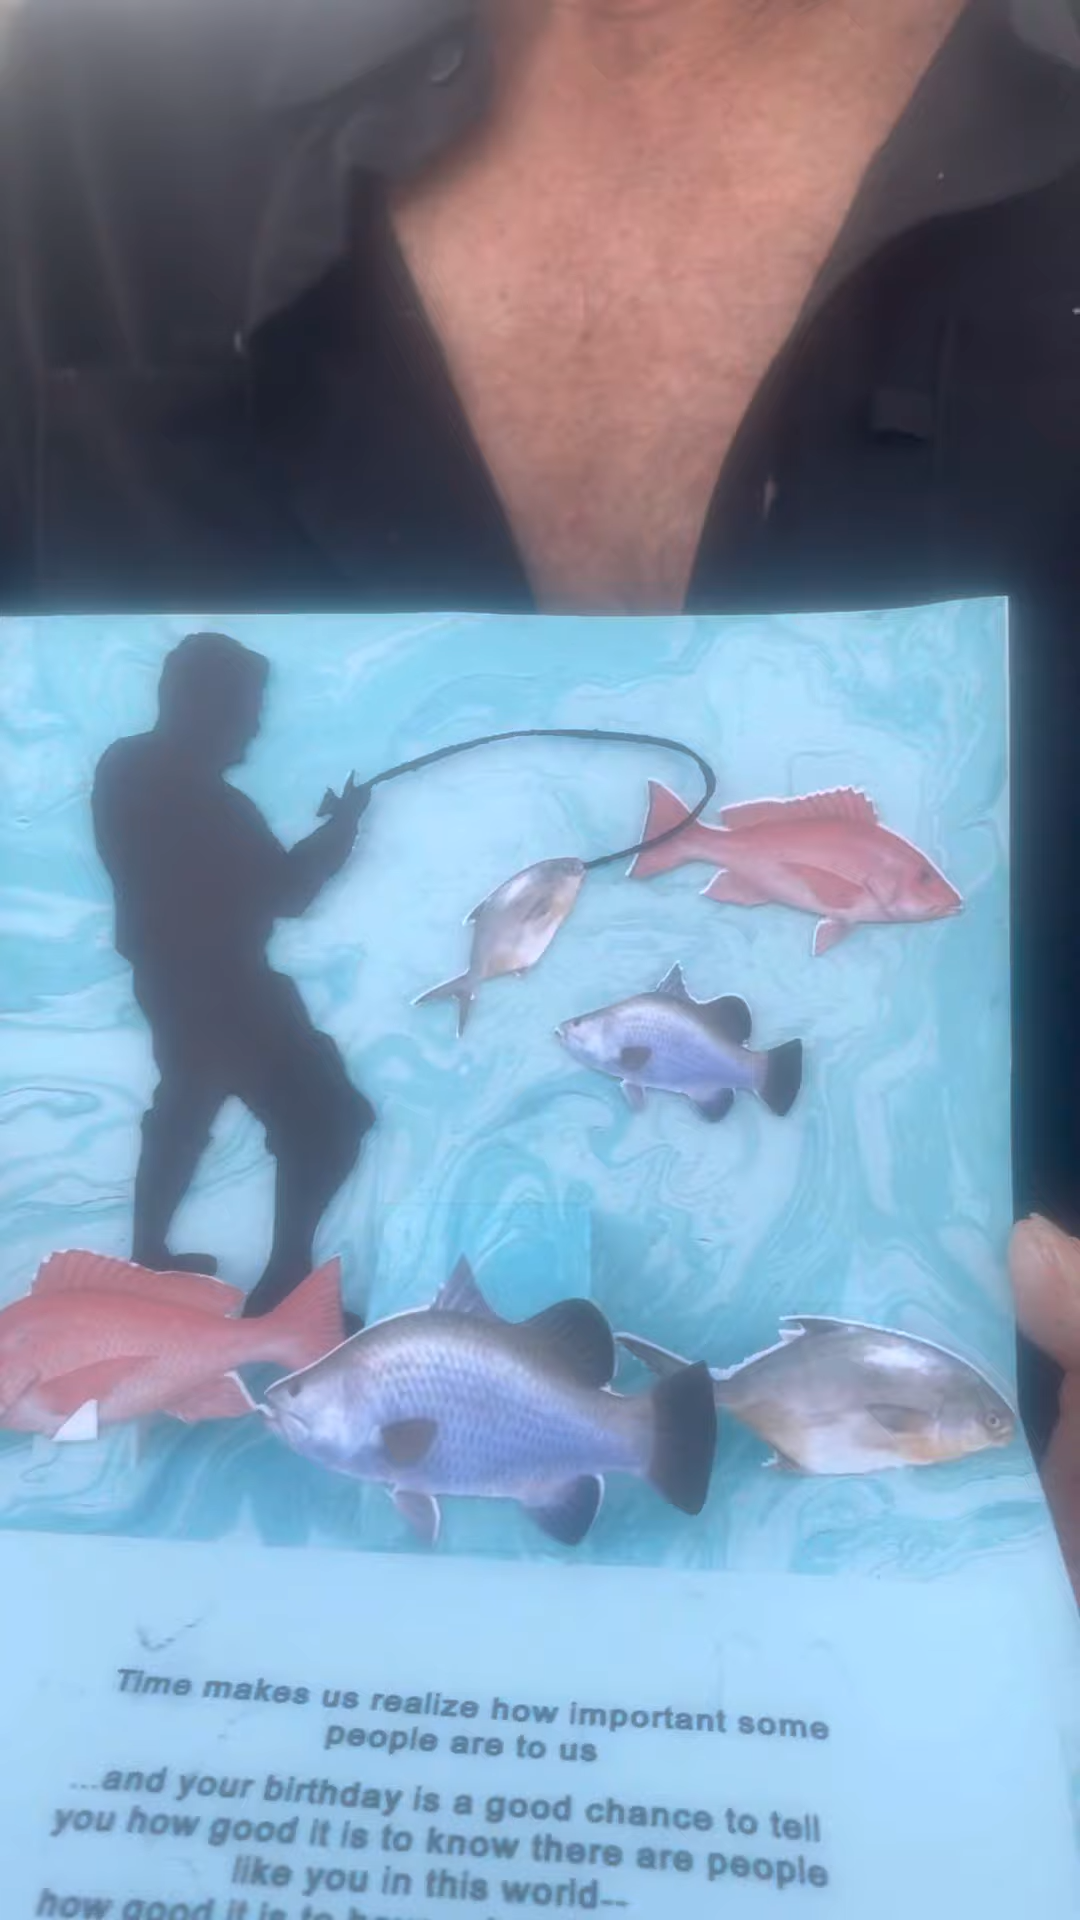 Time makes us realize how important some
people are to us
...and your birthday is a good chance to tell
you how good it is to know there are people
like you in this world--
how good it is to